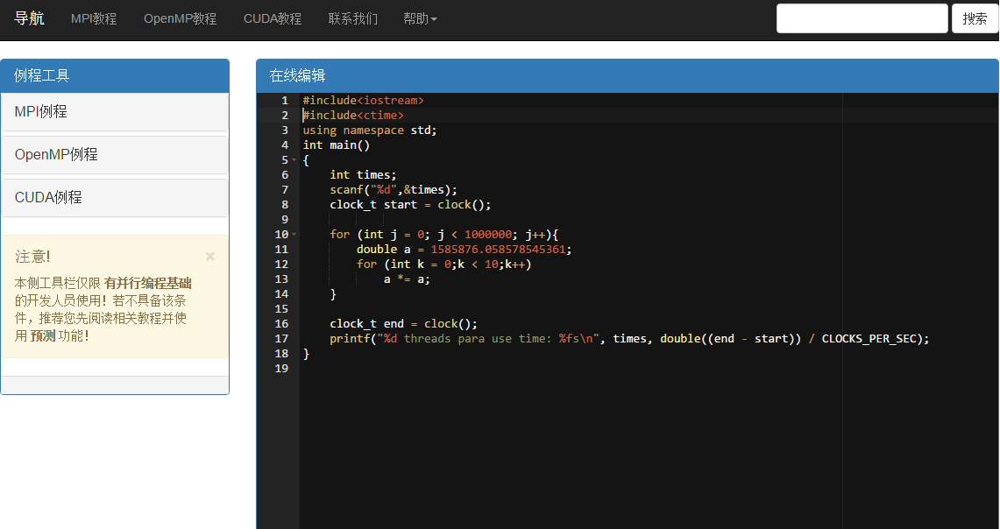 导航 MPI教程 OpenMP教程 CUDA教程 联系我们 帮助 搜索
例程工具
MPI例程
OpenMP例程
CUDA例程
注意! ×
本侧工具栏仅限 有并行编程基础
的开发人员使用！若不具备该条
件，推荐您先阅读相关教程并使
用 预测 功能！
在线编辑
1 #include<iostream>
2 #include<ctime>
3 using namespace std;
4 int main()
5 {
6 int times;
7 scanf("%d",&times);
8 clock_t start = clock();
9
10 for (int j = 0; j < 1000000; j++){
11 double a = 1585876.058578545361;
12 for (int k = 0;k < 10;k++)
13 a *= a;
14 }
15
16 clock_t end = clock();
17 printf("%d threads para use time: %fs\n", times, double((end - start)) / CLOCKS_PER_SEC);
18 }
19